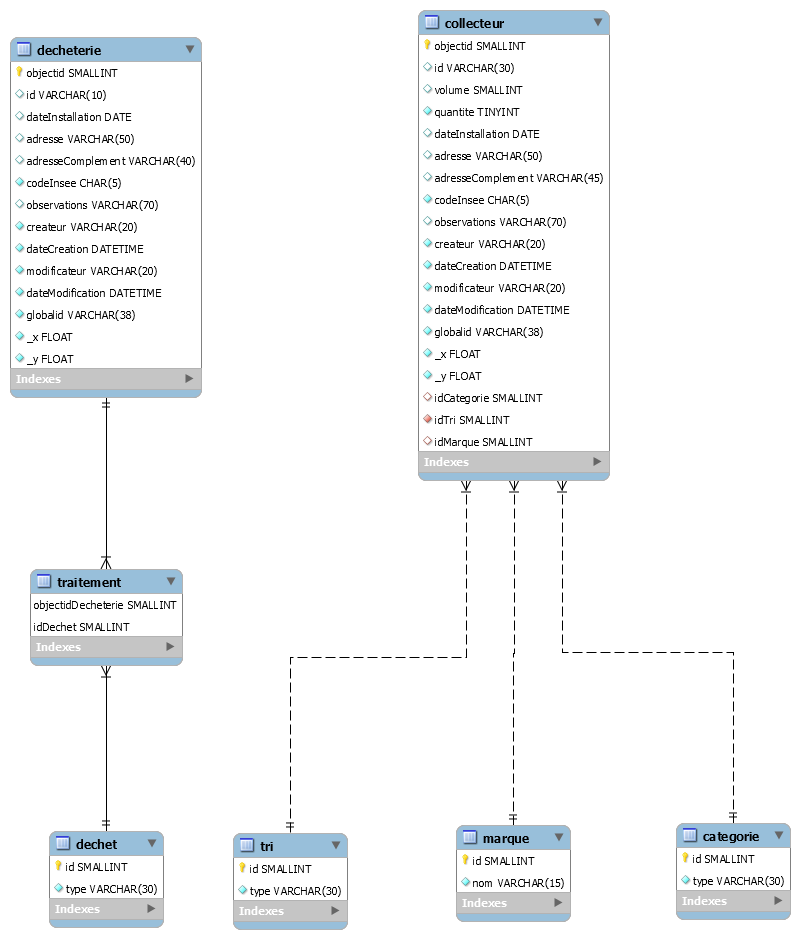 decheterie
objectid SMALLINT
id VARCHAR(10)
dateInstallation DATE
adresse VARCHAR(50)
adresseComplement VARCHAR(40)
codeInsee CHAR(5)
observations VARCHAR(70)
createur VARCHAR(20)
dateCreation DATETIME
modificateur VARCHAR(20)
dateModification DATETIME
globalid VARCHAR(38)
_x FLOAT
_y FLOAT
Indexes
collecteur
objectid SMALLINT
id VARCHAR(30)
volume SMALLINT
quantite TINYINT
dateInstallation DATE
adresse VARCHAR(50)
adresseComplement VARCHAR(45)
codeInsee CHAR(5)
observations VARCHAR(70)
createur VARCHAR(20)
dateCreation DATETIME
modificateur VARCHAR(20)
dateModification DATETIME
globalid VARCHAR(38)
_x FLOAT
_y FLOAT
idCategorie SMALLINT
idTri SMALLINT
idMarque SMALLINT
Indexes
traitement
objectidDecheterie SMALLINT
idDechet SMALLINT
Indexes
dechet
id SMALLINT
type VARCHAR(30)
Indexes
tri
id SMALLINT
type VARCHAR(30)
Indexes
marque
id SMALLINT
nom VARCHAR(15)
Indexes
categorie
id SMALLINT
type VARCHAR(30)
Indexes